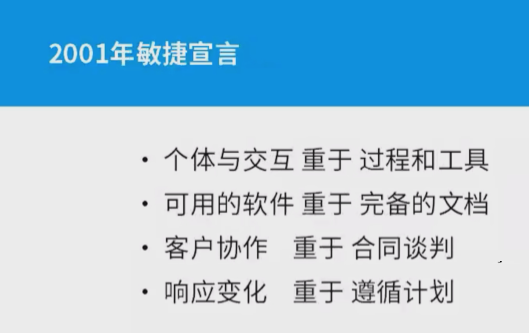 2001年敏捷宣言
• 个体与交互 重于 过程和工具
• 可用的软件 重于 完备的文档
• 客户协作 重于 合同谈判
• 响应变化 重于 遵循计划